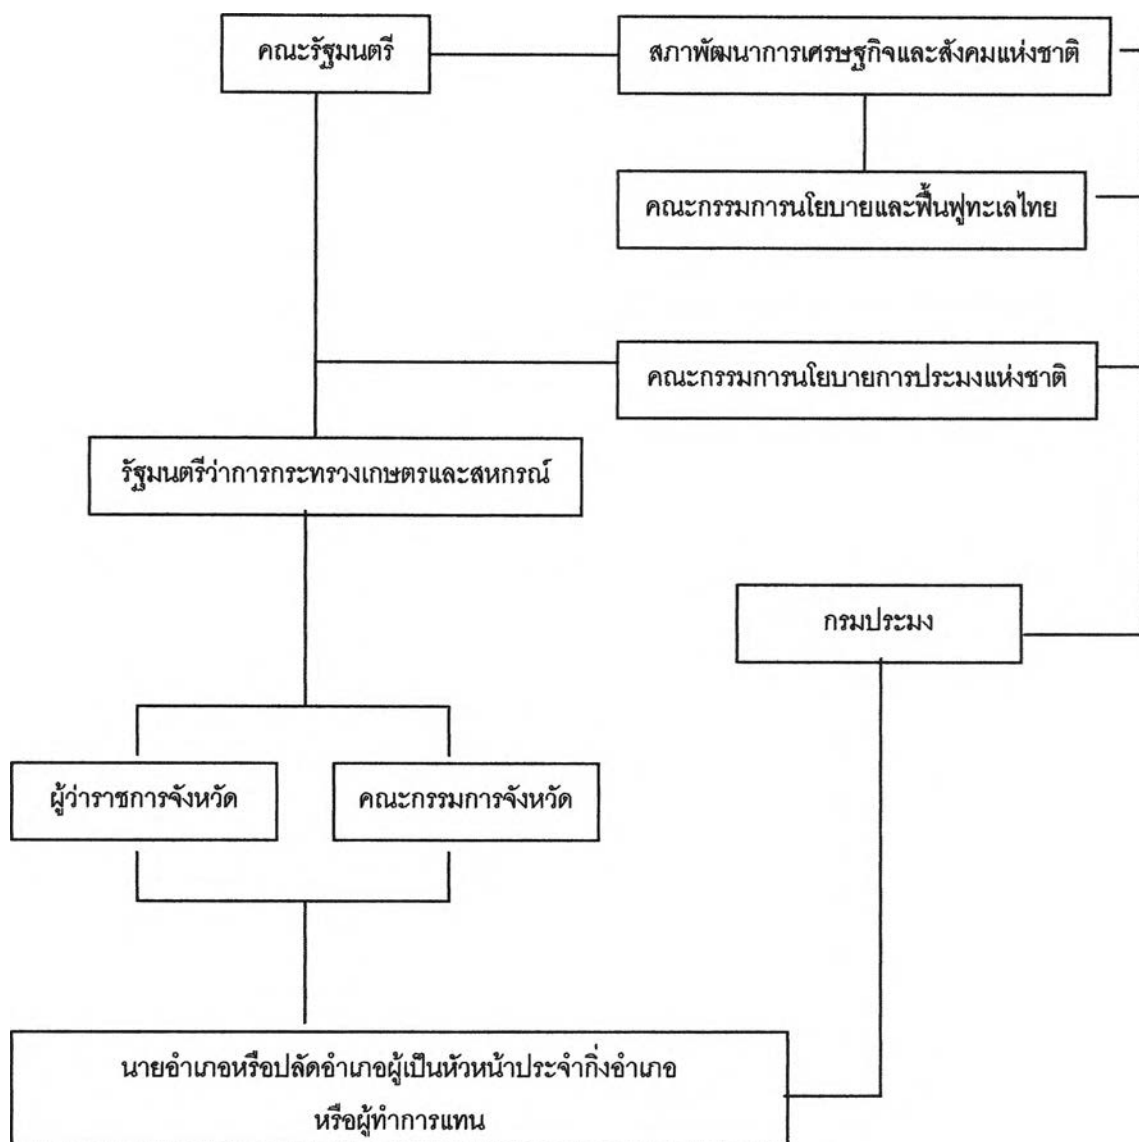 คณะรัฐมนตรี
สภาพัฒนาการเศรษฐกิจและสังคมแห่งชาติ
คณะกรรมการนโยบายและฟื้นฟูทะเลไทย
คณะกรรมการนโยบายการประมงแห่งชาติ
รัฐมนตรีว่าการกระทรวงเกษตรและสหกรณ์
กรมประมง
ผู้ว่าราชการจังหวัด
คณะกรรมการจังหวัด
นายอำเภอหรือปลัดอำเภอผู้เป็นหัวหน้าประจำกิ่งอำเภอ
หรือผู้ทำการแทน